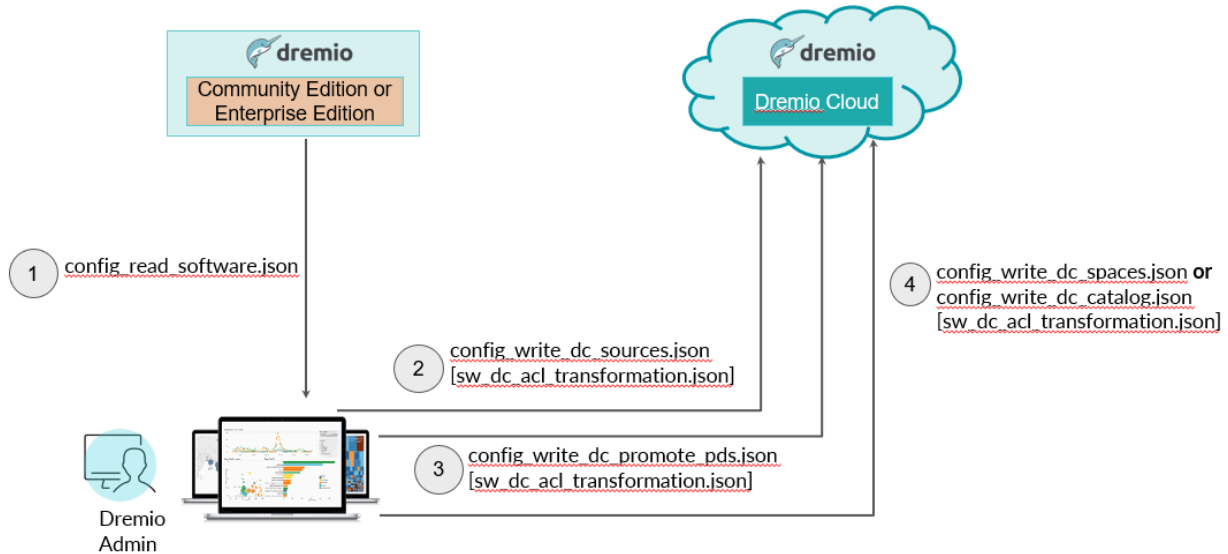 dremio
Community Edition or
Enterprise Edition
dremio
Dremio Cloud
1
config_read_software.json
2
config_write_dc_sources.json
[sw_dc_acl_transformation.json]
3
config_write_dc_promote_pds.json
[sw_dc_acl_transformation.json]
4
config_write_dc_spaces.json or
config_write_dc_catalog.json
[sw_dc_acl_transformation.json]
Dremio
Admin